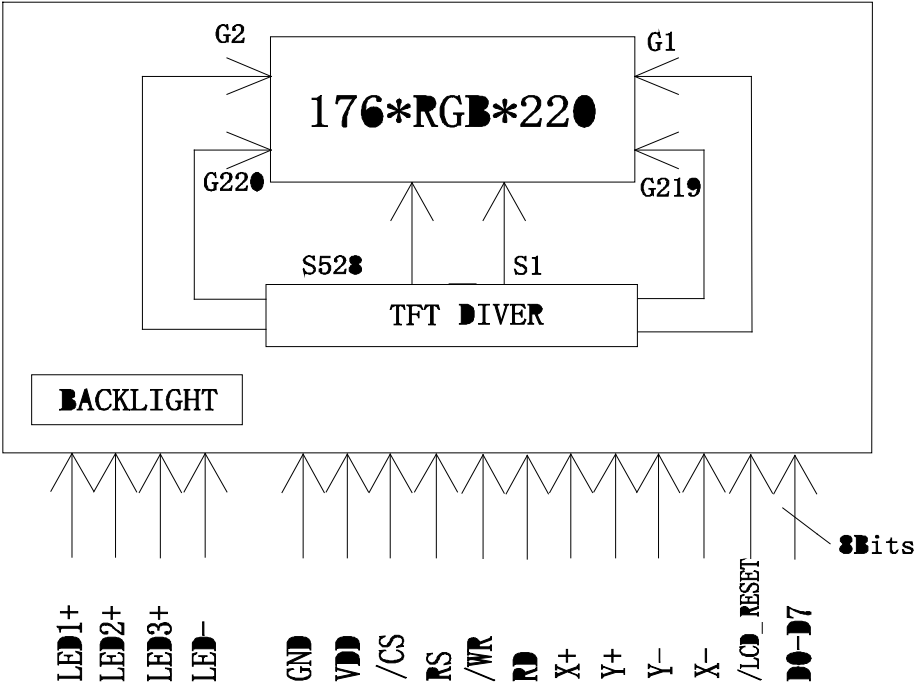 G2
G1
176*RGB*220
G220
G219
S528
S1
TFT DIVER
BACKLIGHT
8Bits
LED1+
LED2+
LED3+
LED-
GND
VDD
/CS
RS
/WR
RD
X+
Y+
Y-
X-
/LCD_RESET
D0-D7